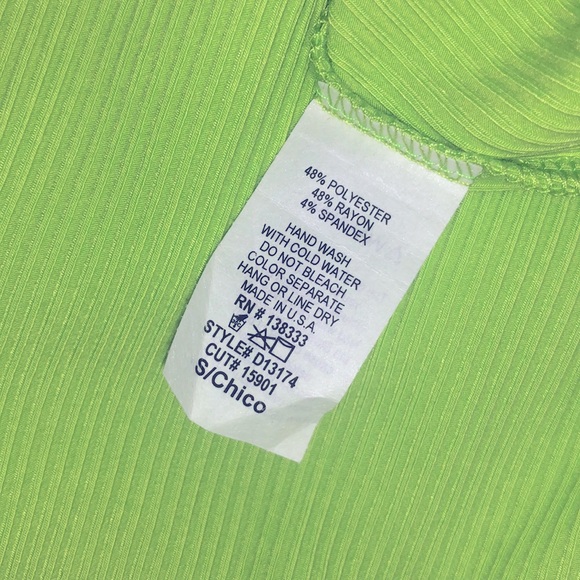 48% POLYESTER
48% RAYON
4% SPANDEX
HAND WASH
WITH COLD WATER
DO NOT BLEACH
COLOR SEPARATE
HANG OR LINE DRY
MADE IN U.S.A.
RN # 138333
STYLE# D13174
CUT# 15901
S/Chico